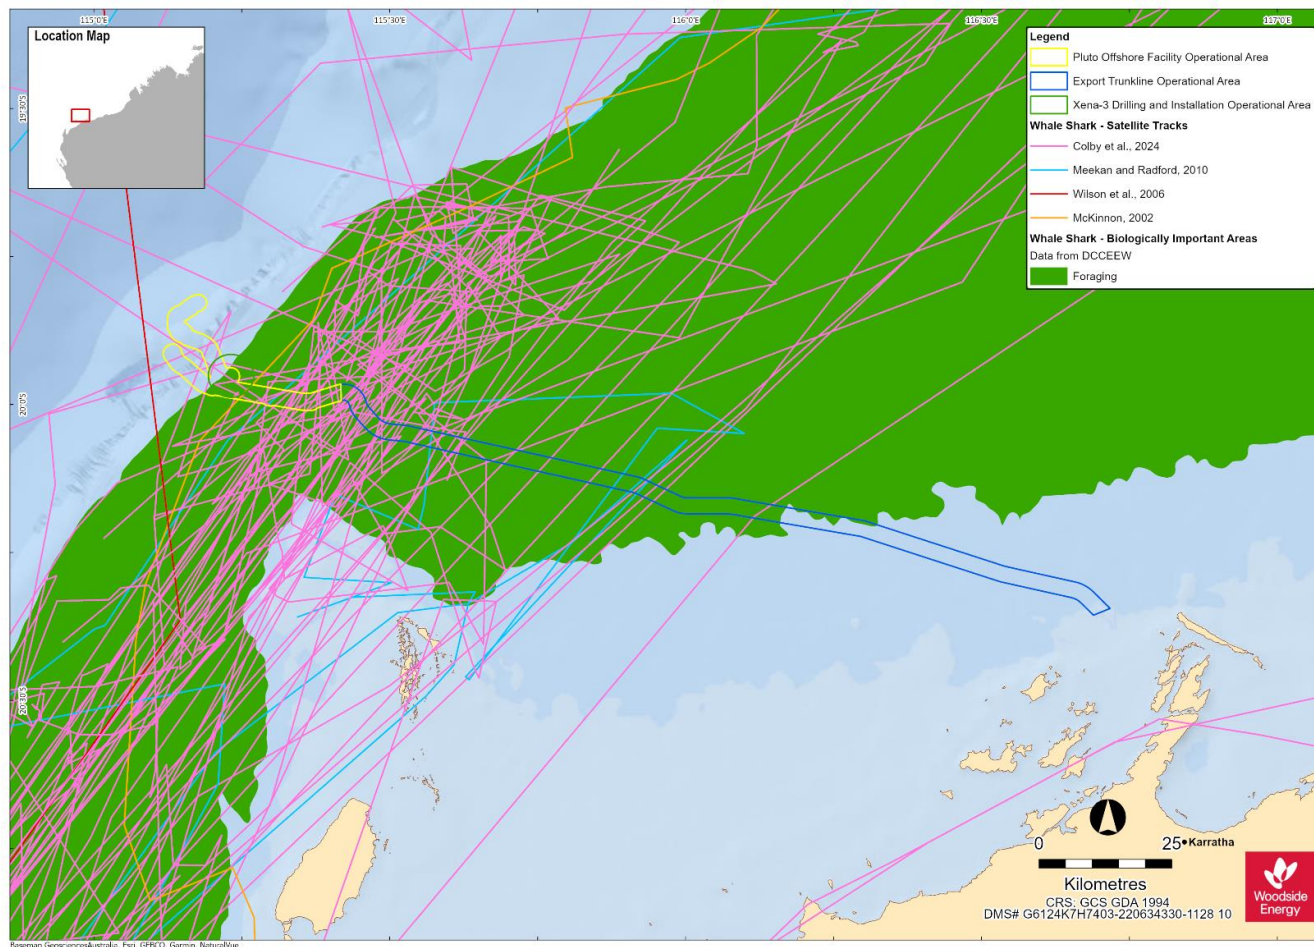 115°0'E
115°30'E
116°0'E
116°30'E
117°0'E
Location Map
19°30'S
20°0'S
20°30'S
Legend
Pluto Offshore Facility Operational Area
Export Trunkline Operational Area
Xena-3 Drilling and Installation Operational Area
Whale Shark - Satellite Tracks
Colby et al., 2024
Meekan and Radford, 2010
Wilson et al., 2006
McKinnon, 2002
Whale Shark - Biologically Important Areas
Data from DCCEEW
Foraging
0 25
Karratha
Kilometres
CRS: GCS GDA 1994
DMS# G6124K7H7403-220634330-1128 10
Woodside
Energy
Basemap GeosciencesAustralia, Esri, GEBCO, Garmin, NaturalVue